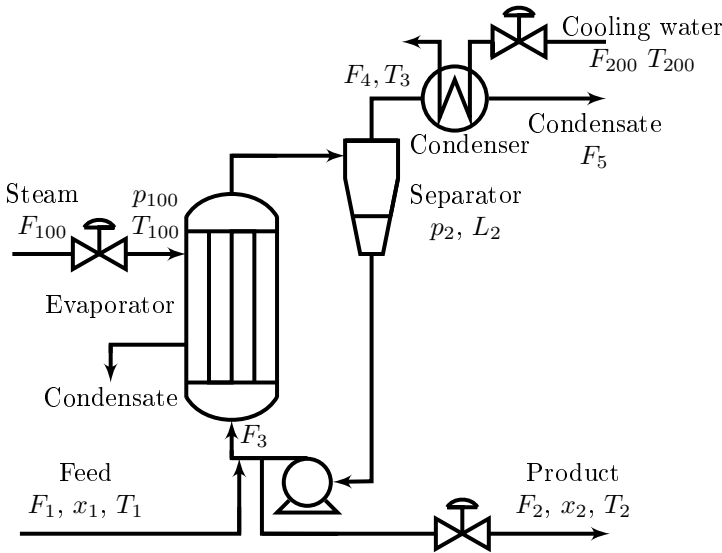 Cooling water
F₂₀₀ T₂₀₀
F₄, T₃
Condensate
F₅
Condenser
Steam
F₁₀₀
p₁₀₀
T₁₀₀
Separator
p₂, L₂
Evaporator
Condensate
F₃
Feed
F₁, x₁, T₁
Product
F₂, x₂, T₂